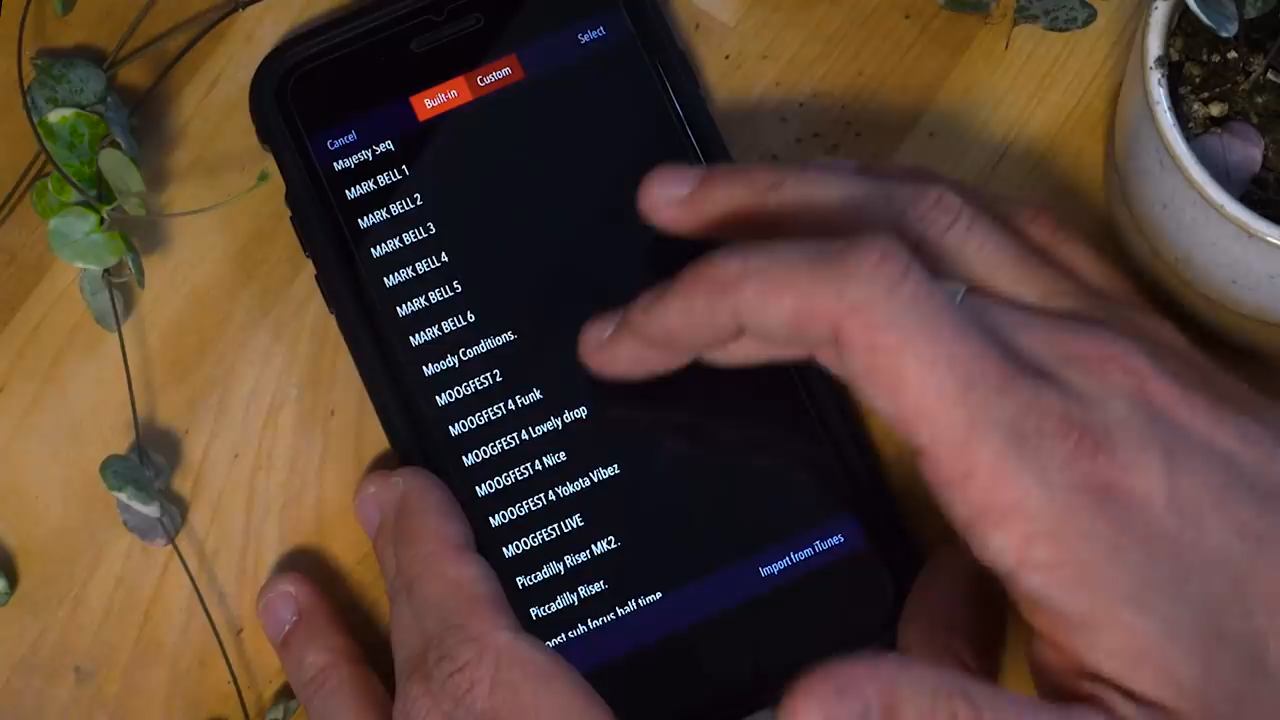 Select
Built-in Custom
Cancel
Majesty Seq
MARK BELL 1
MARK BELL 2
MARK BELL 3
MARK BELL 4
MARK BELL 5
MARK BELL 6
Moody Conditions.
MOOGFEST 2
MOOGFEST 4 Funk
MOOGFEST 4 Lovely drop
MOOGFEST 4 Nice
MOOGFEST 4 Yokota Vibez
MOOGFEST LIVE
Piccadilly Riser MK2.
Piccadilly Riser.
post sub focus half time
Import from iTunes